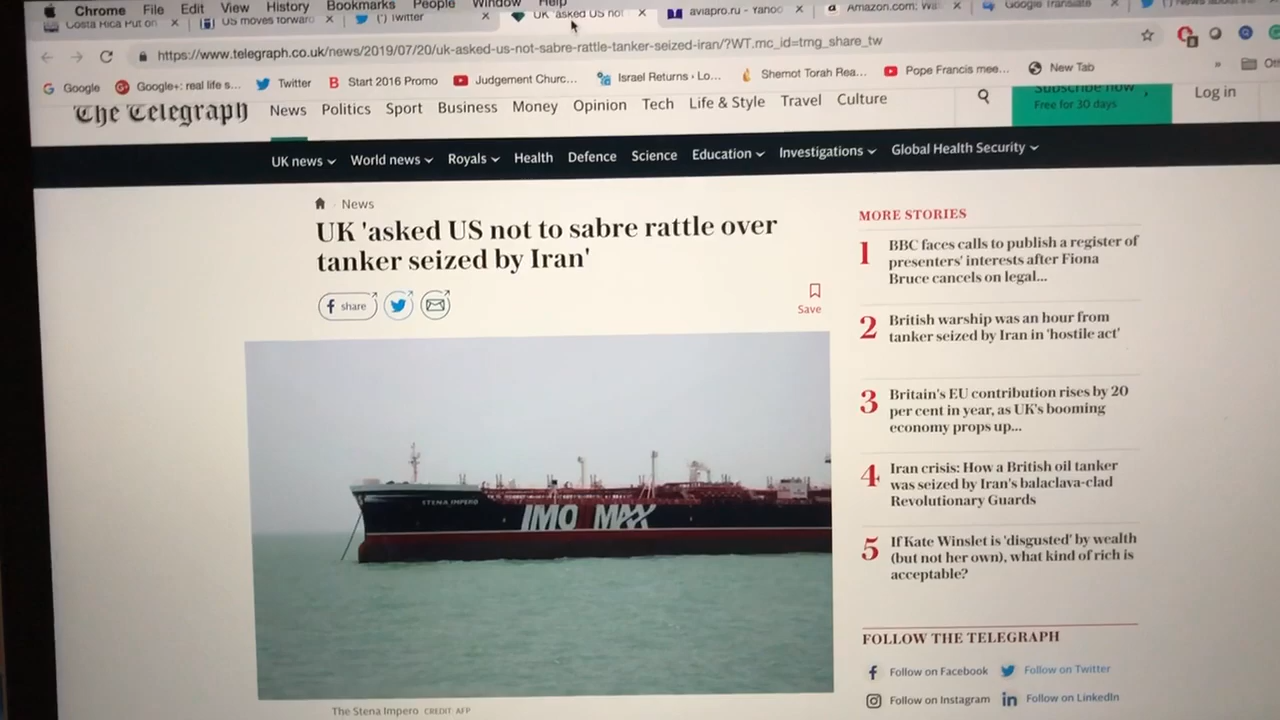 Chrome File Edit View History Bookmarks People Window Help
Costa Rica Put on
US moves forward
Twitter
UK 'asked US not
aviapro.ru - Yahoo
Amazon.com: Wa
Google Translate
https://www.telegraph.co.uk/news/2019/07/20/uk-asked-us-not-sabre-rattle-tanker-seized-iran/?WT.mc_id=tmg_share_tw
Google Google+: real life s... Twitter Start 2016 Promo Judgement Churc... Israel Returns › Lo... Shemot Torah Rea... Pope Francis mee... New Tab
The Telegraph
News Politics Sport Business Money Opinion Tech Life & Style Travel Culture
Subscribe now
Free for 30 days
Log in
UK news World news Royals Health Defence Science Education Investigations Global Health Security
News
UK 'asked US not to sabre rattle over
tanker seized by Iran'
share
Save
STENA IMPERO
IMO MAX
The Stena Impero CREDIT: AFP
MORE STORIES
1 BBC faces calls to publish a register of
presenters' interests after Fiona
Bruce cancels on legal...
2 British warship was an hour from
tanker seized by Iran in 'hostile act'
3 Britain's EU contribution rises by 20
per cent in year, as UK's booming
economy props up...
4 Iran crisis: How a British oil tanker
was seized by Iran's balaclava-clad
Revolutionary Guards
5 If Kate Winslet is 'disgusted' by wealth
(but not her own), what kind of rich is
acceptable?
FOLLOW THE TELEGRAPH
Follow on Facebook Follow on Twitter
Follow on Instagram Follow on LinkedIn